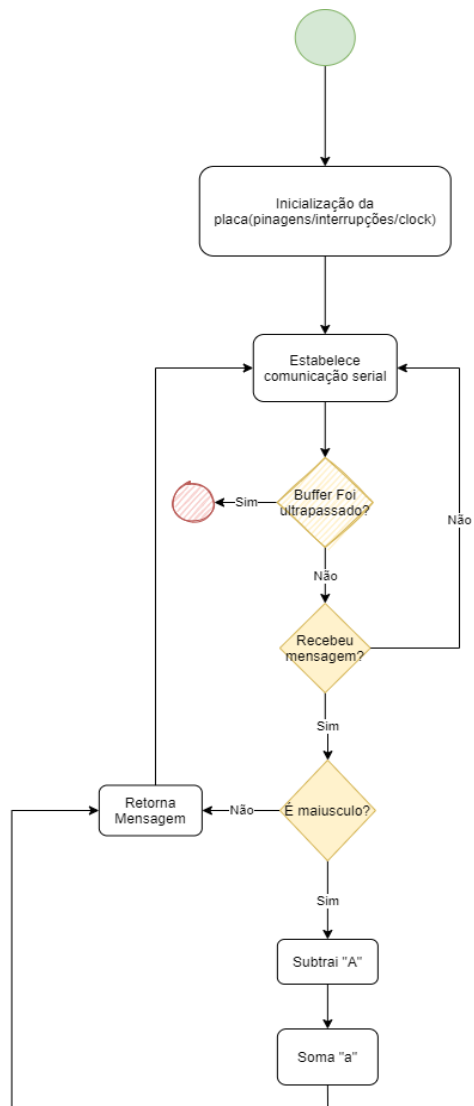 Inicialização da
placa(pinagens/interrupções/clock)
Estabelece
comunicação serial
Buffer Foi
ultrapassado?
Sim
Não
Não
Recebeu
mensagem?
Sim
Retorna
Mensagem
Não
É maiusculo?
Sim
Subtrai "A"
Soma "a"